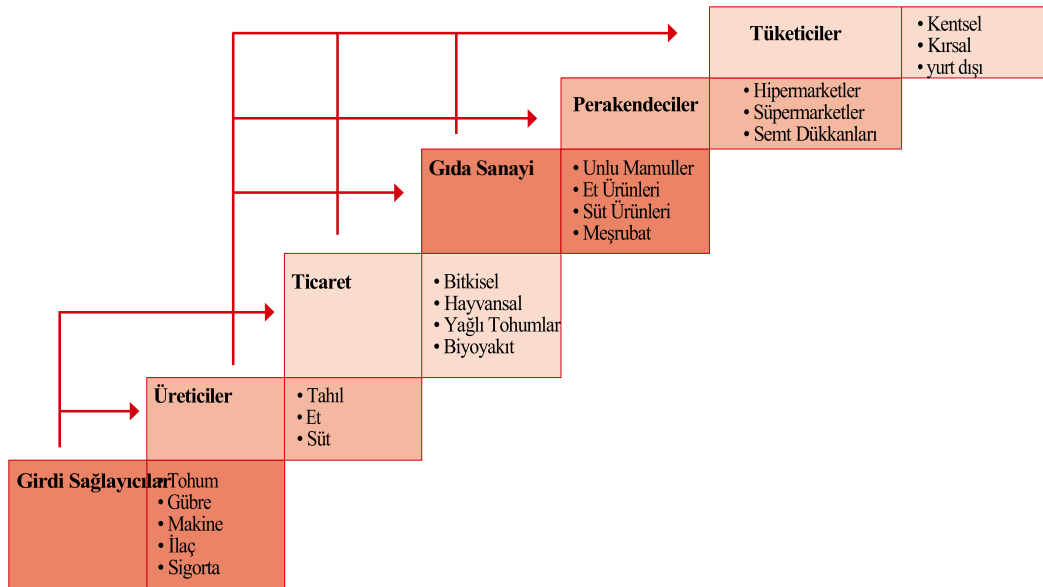 Tüketiciler
• Kentsel
• Kırsal
• yurt dışı
Perakendeciler
• Hipermarketler
• Süpermarketler
• Semt Dükkanları
Gıda Sanayi
• Unlu Mamuller
• Et Ürünleri
• Süt Ürünleri
• Meşrubat
Ticaret
• Bitkisel
• Hayvansal
• Yağlı Tohumlar
• Biyoyakıt
Üreticiler
• Tahıl
• Et
• Süt
Girdi Sağlayıcılar
• Tohum
• Gübre
• Makine
• İlaç
• Sigorta